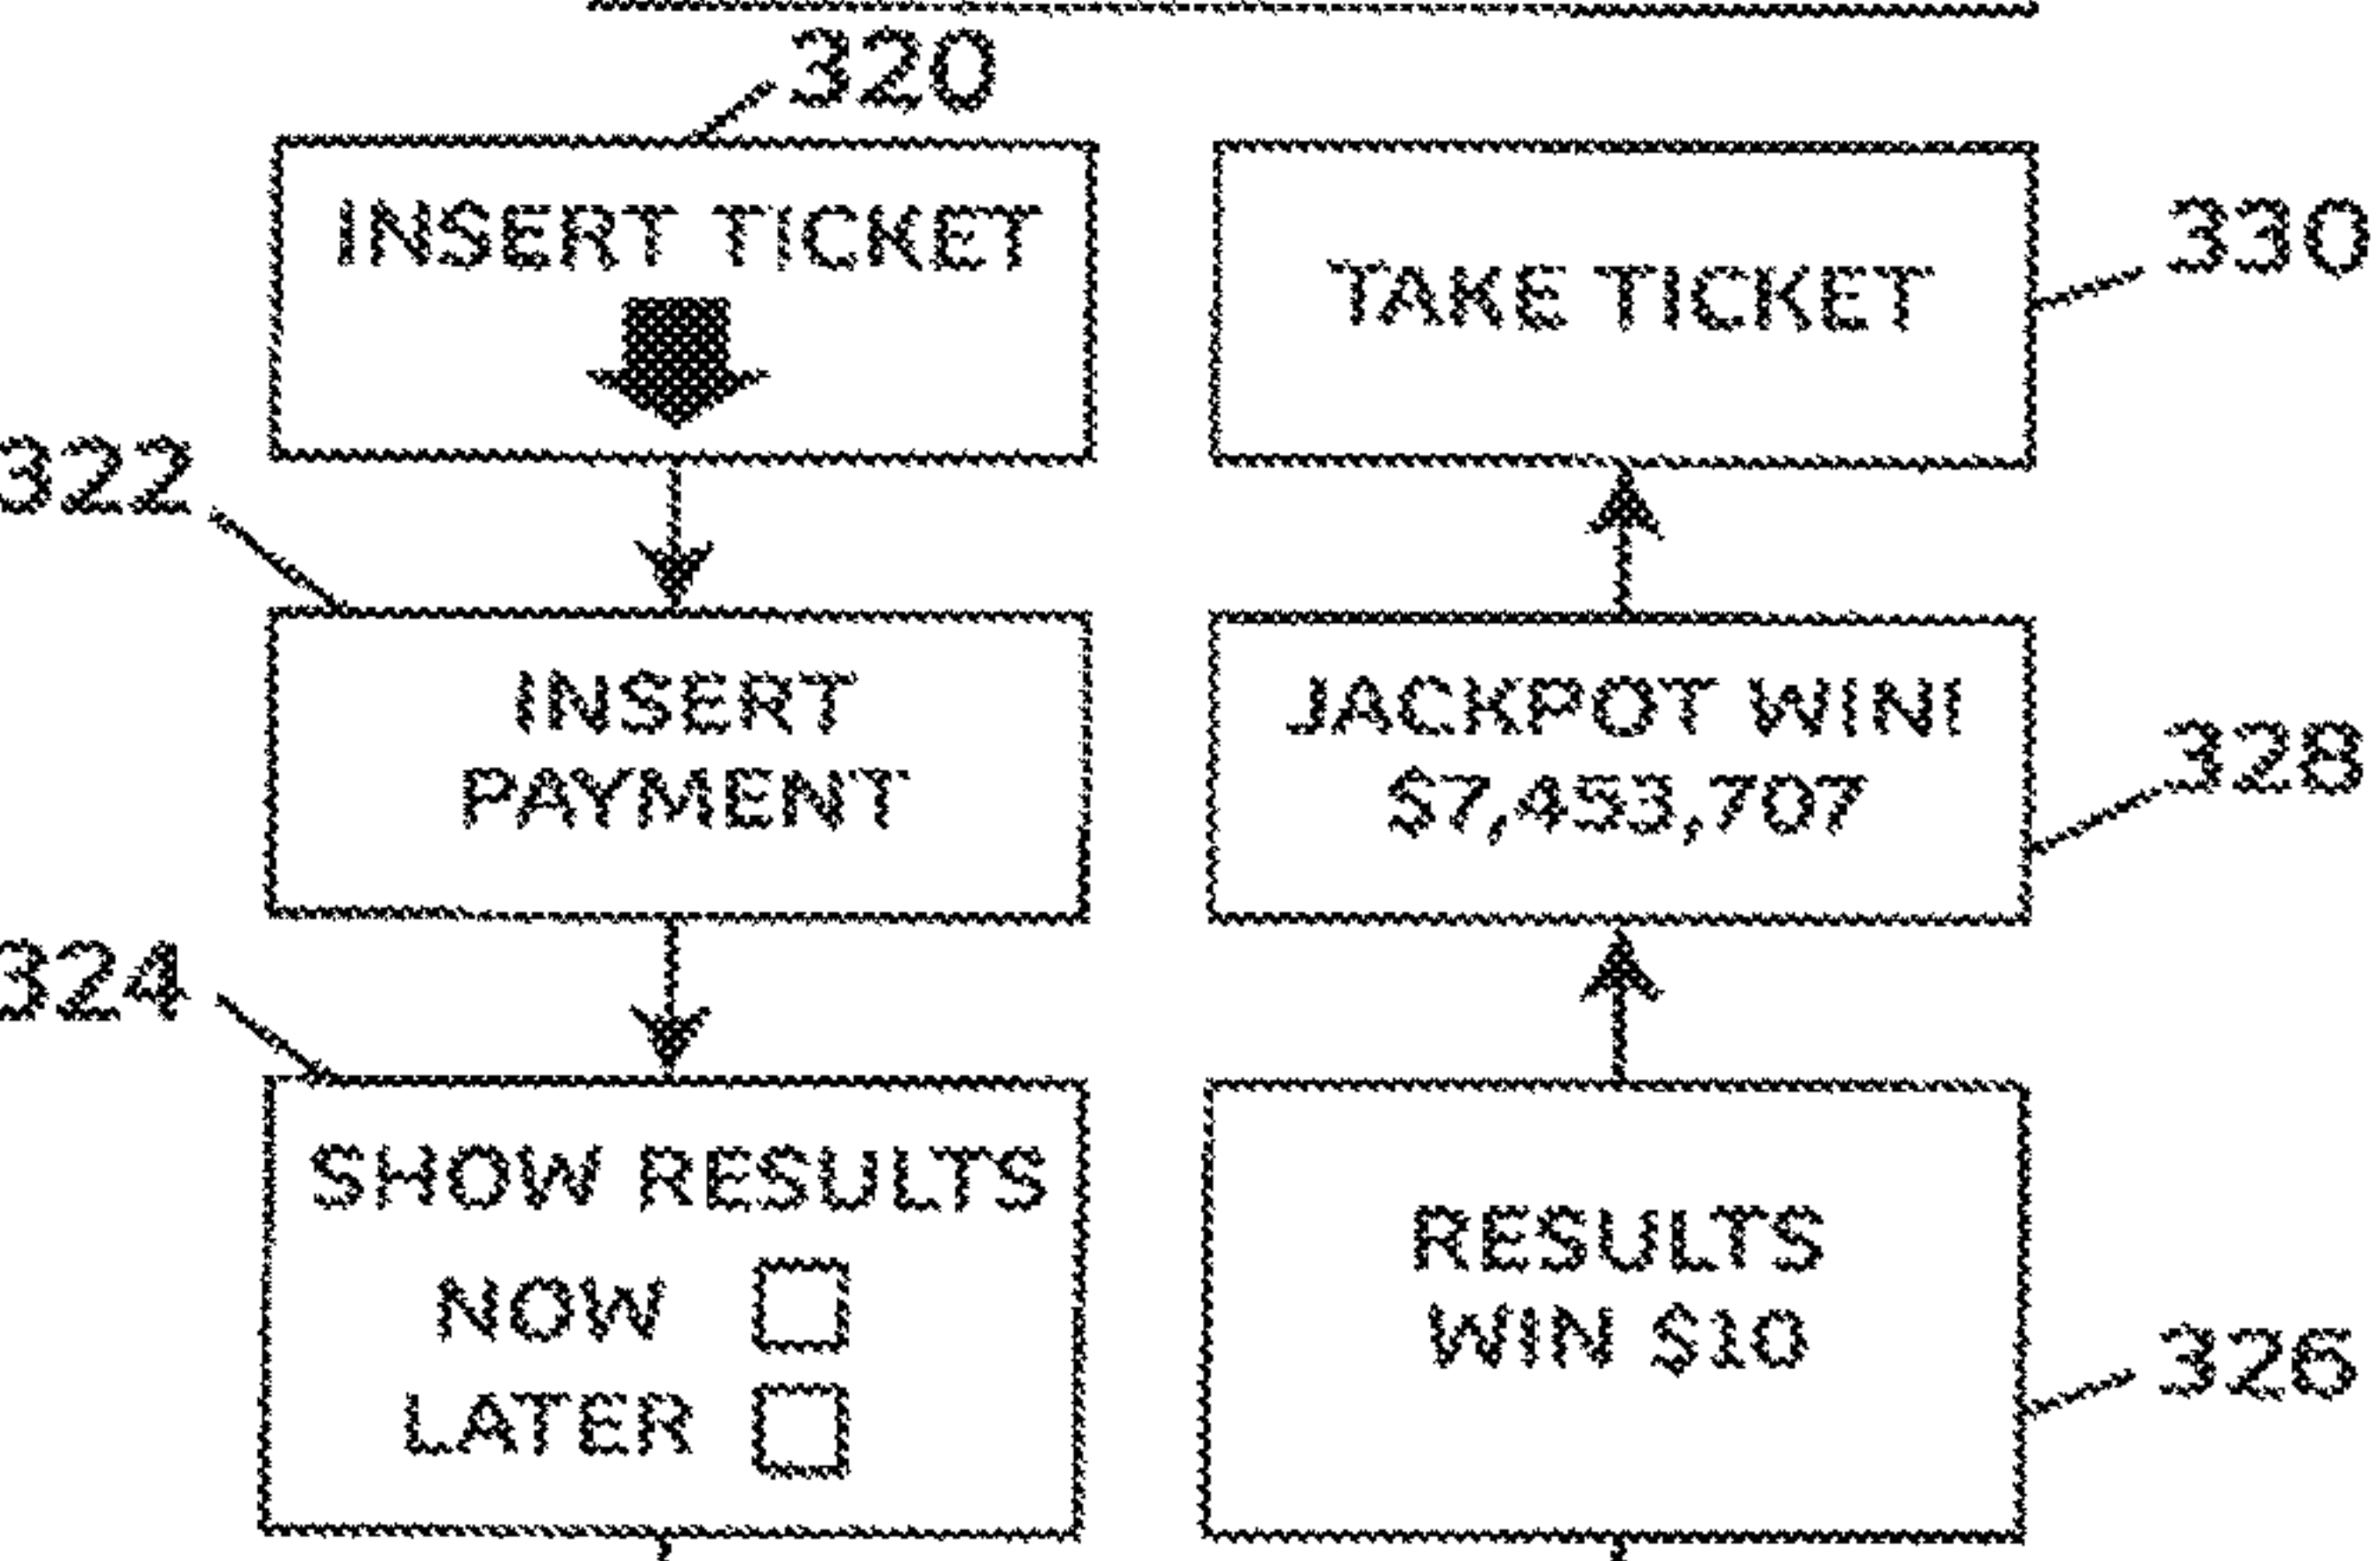 320
INSERT TICKET
322
INSERT
PAYMENT
324
SHOW RESULTS
NOW
LATER
TAKE TICKET
330
JACKPOT WIN!
$7,453,707
328
RESULTS
WIN $10
326